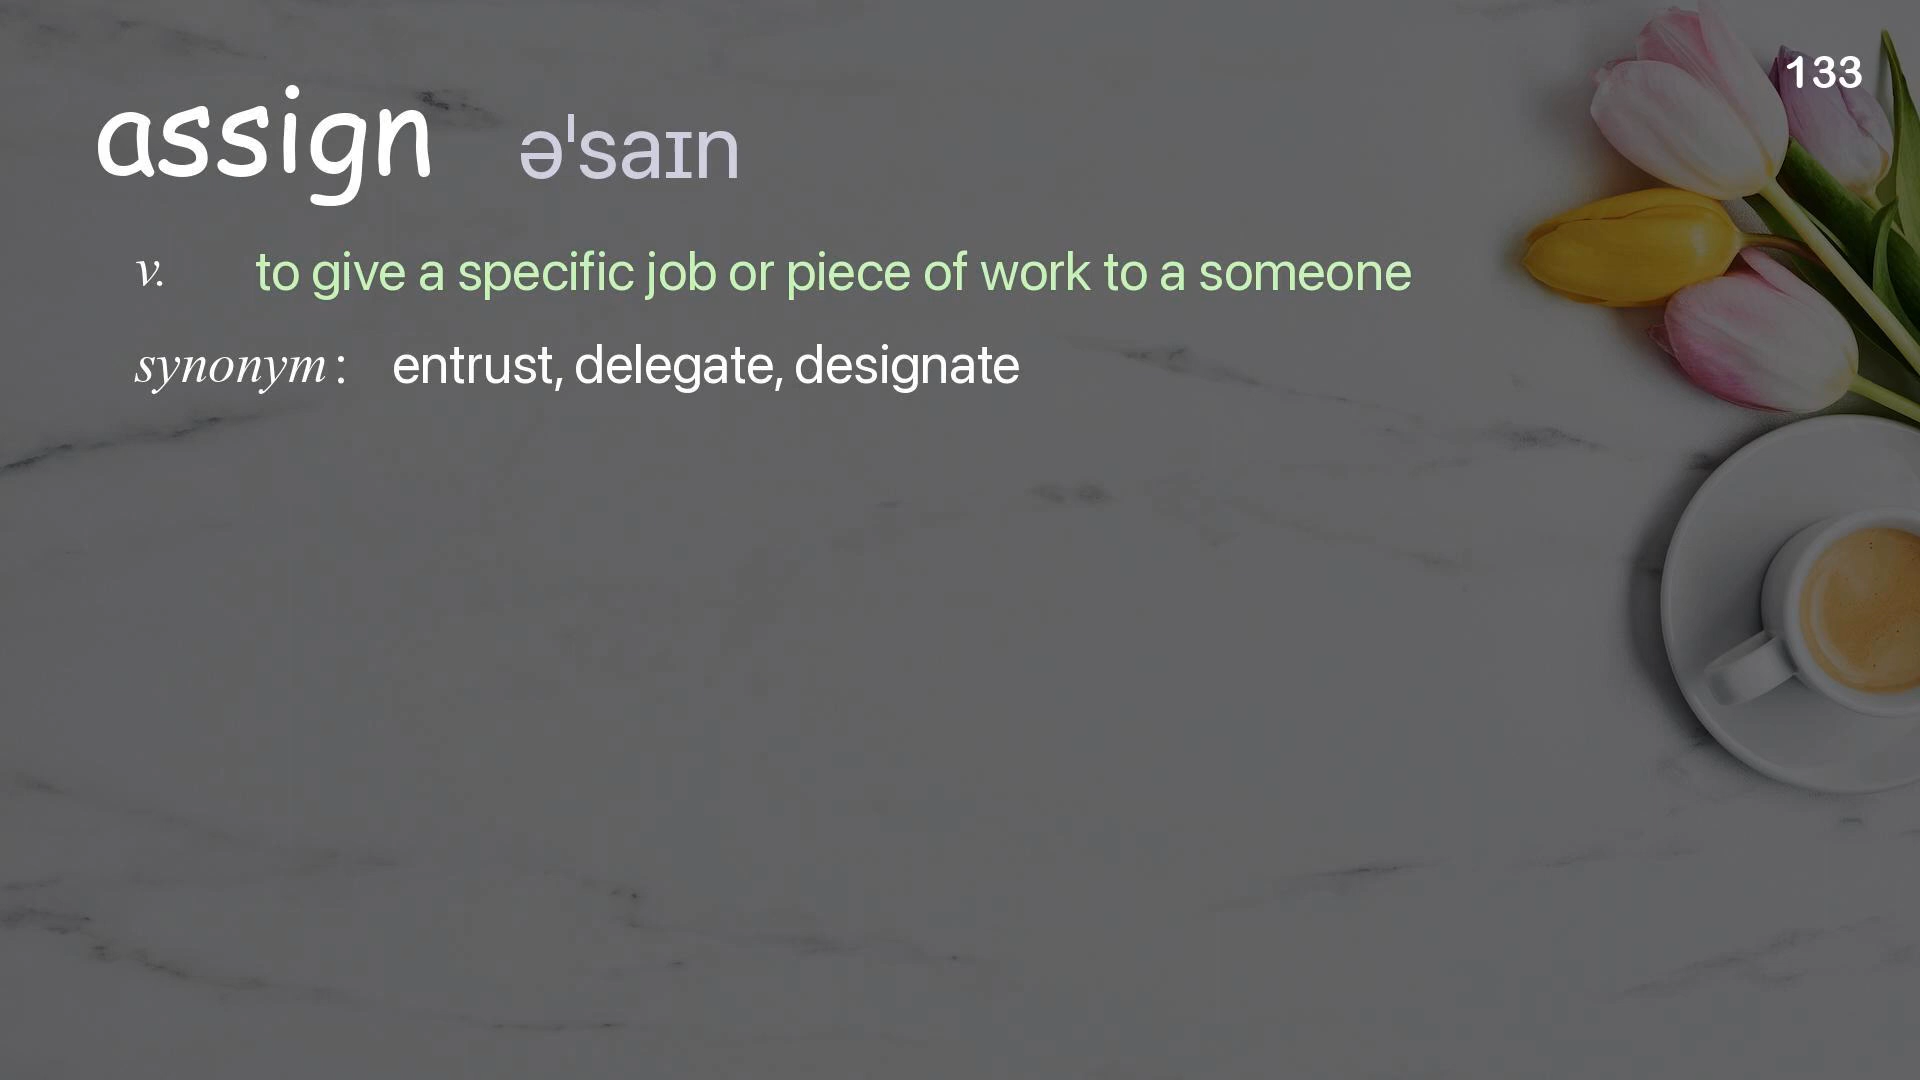 133
assign əˈsaɪn
v. to give a specific job or piece of work to a someone
synonym : entrust, delegate, designate